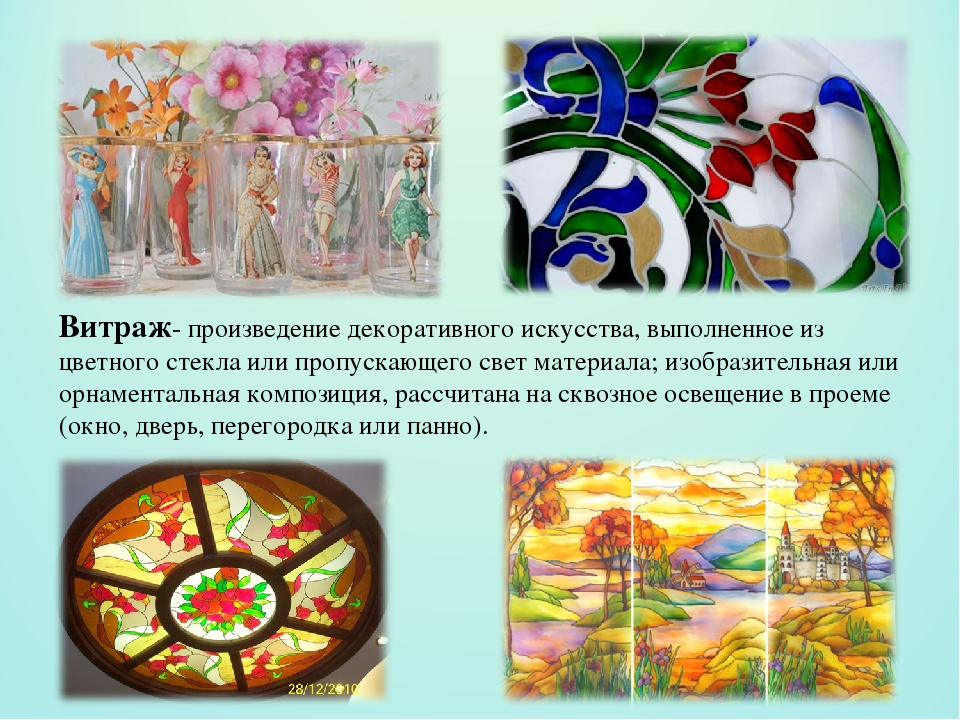 Витраж- произведение декоративного искусства, выполненное из
цветного стекла или пропускающего свет материала; изобразительная или
орнаментальная композиция, рассчитана на сквозное освещение в проеме
(окно, дверь, перегородка или панно).
28/12/2010